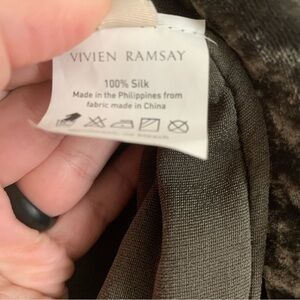 VIVIEN RAMSAY
100% Silk
Made in the Philippines from
fabric made in China